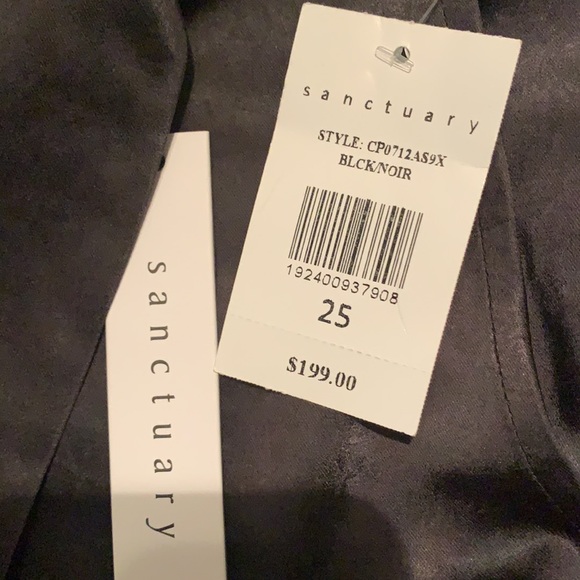 sanctuary
STYLE: CP0712AS9X
BLCK/NOIR
192400937908
25
$199.00
sanctuary